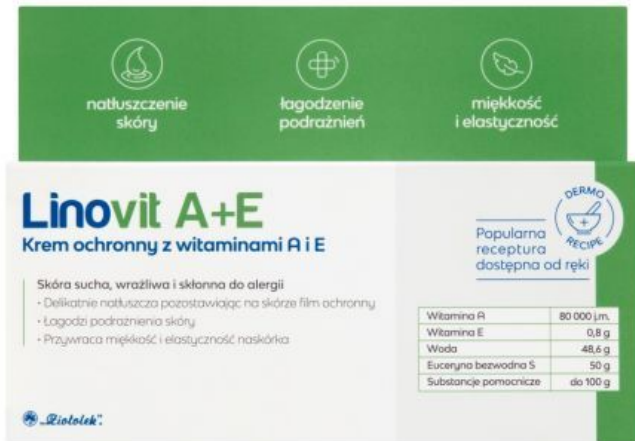 natłuszczenie
skóry
łagodzenie
podrażnień
miękkość
i elastyczność
Linovit A+E
Krem ochronny z witaminami A i E
Skóra sucha, wrażliwa i skłonna do alergii
• Delikatnie natłuszcza pozostawiając na skórze film ochronny
• Łagodzi podrażnienia skóry
• Przywraca miękkość i elastyczność naskórka
DERMO
RECIPE
Popularna
receptura
dostępna od ręki
Witamina A 80 000 j.m.
Witamina E 0,8 g
Woda 48,6 g
Euceryna bezwodna S 50 g
Substancje pomocnicze do 100 g
„Ziołolek”